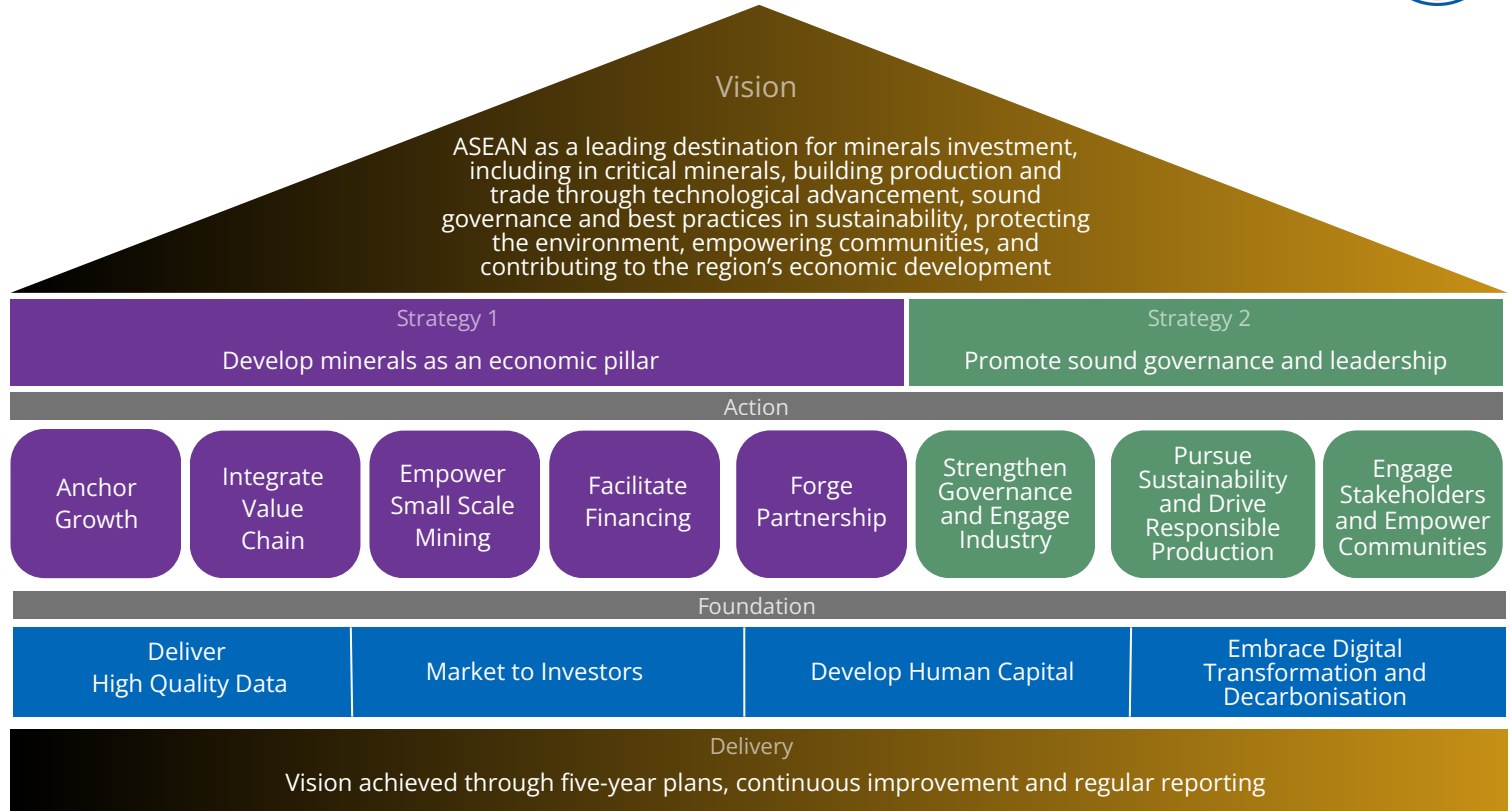 Vision
ASEAN as a leading destination for minerals investment,
including in critical minerals, building production and
trade through technological advancement, sound
governance and best practices in sustainability, protecting
the environment, empowering communities, and
contributing to the region’s economic development
Strategy 1
Develop minerals as an economic pillar
Strategy 2
Promote sound governance and leadership
Action
Anchor
Growth
Integrate
Value
Chain
Empower
Small Scale
Mining
Facilitate
Financing
Forge
Partnership
Strengthen
Governance
and Engage
Industry
Pursue
Sustainability
and Drive
Responsible
Production
Engage
Stakeholders
and Empower
Communities
Foundation
Deliver
High Quality Data
Market to Investors
Develop Human Capital
Embrace Digital
Transformation and
Decarbonisation
Delivery
Vision achieved through five-year plans, continuous improvement and regular reporting